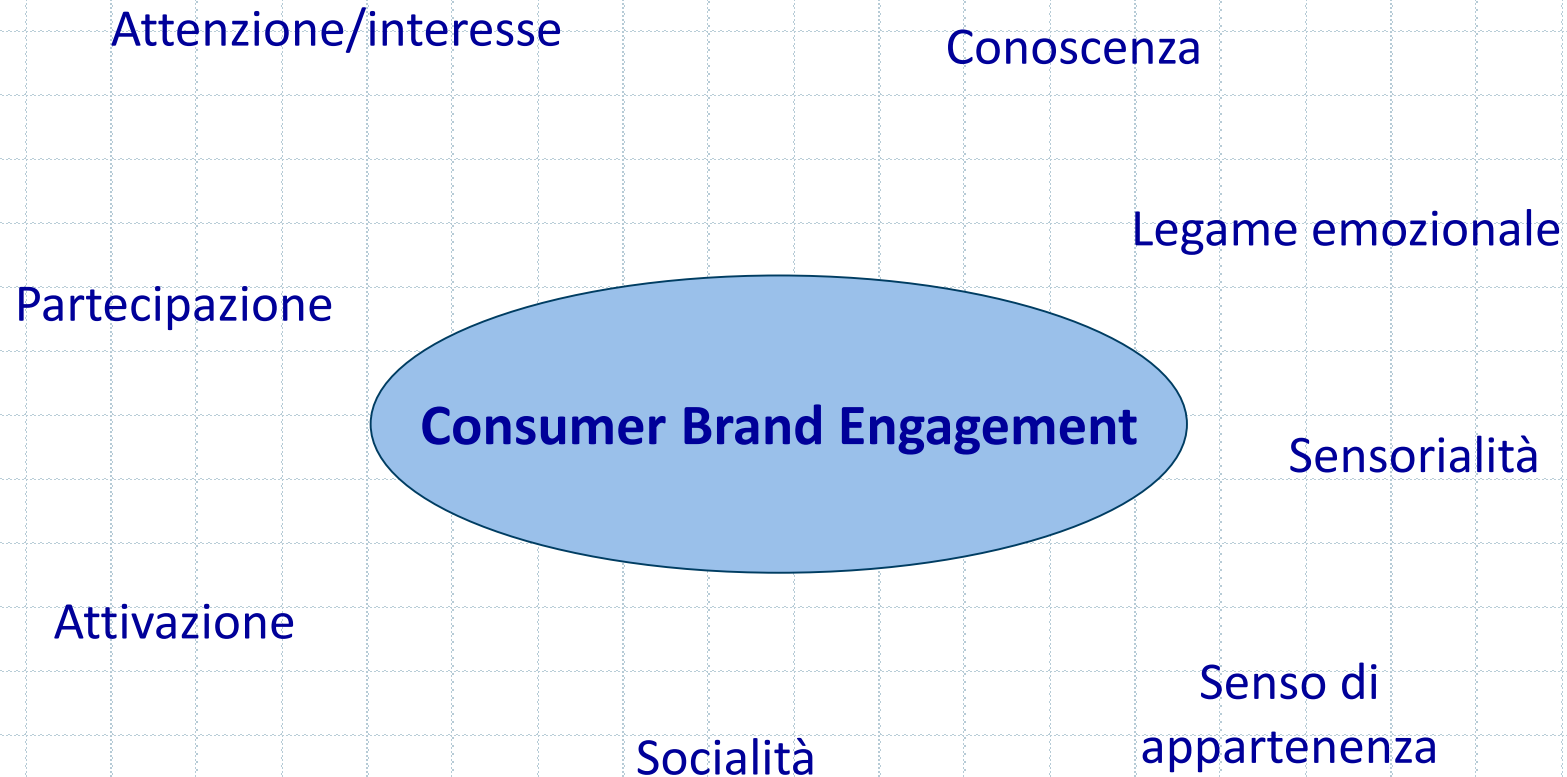 Attenzione/interesse
Conoscenza
Legame emozionale
Partecipazione
Consumer Brand Engagement
Sensorialità
Attivazione
Senso di
appartenenza
Socialità